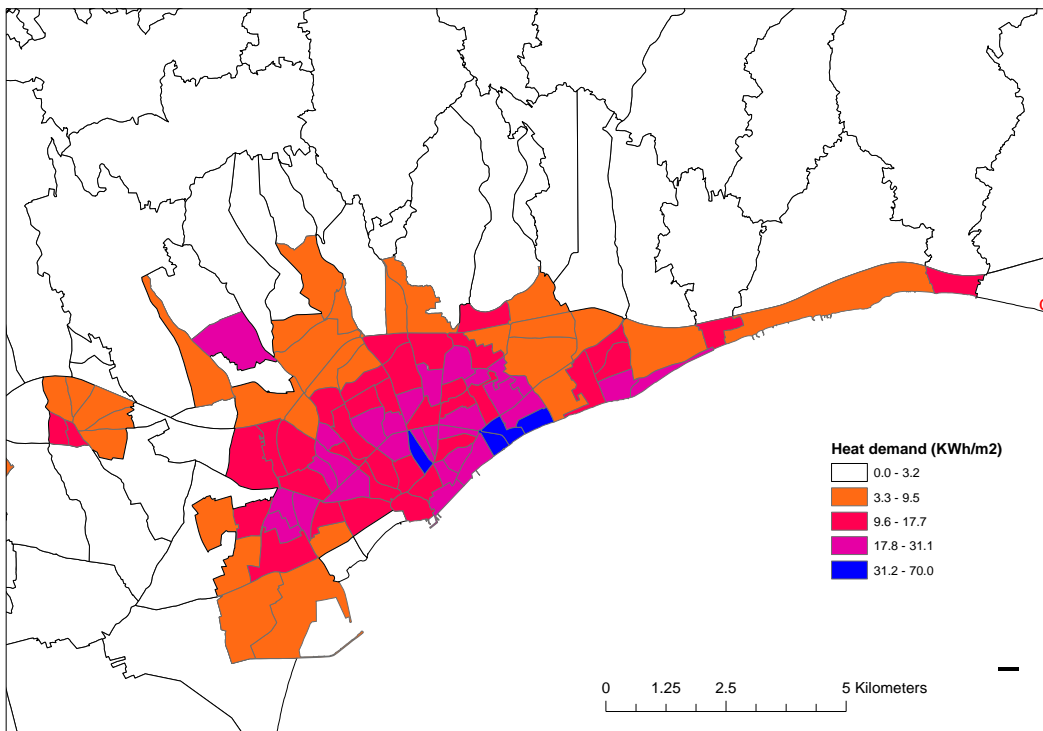 Heat demand (KWh/m2)
0.0 - 3.2
3.3 - 9.5
9.6 - 17.7
17.8 - 31.1
31.2 - 70.0
0 1.25 2.5 5 Kilometers